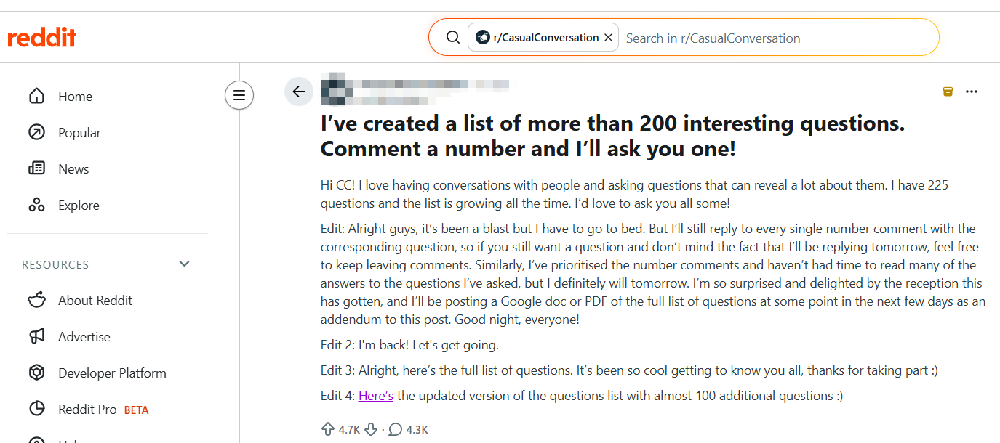 reddit
r/CasualConversation
Search in r/CasualConversation
Home
Popular
News
Explore
RESOURCES
About Reddit
Advertise
Developer Platform
Reddit Pro BETA
I’ve created a list of more than 200 interesting questions.
Comment a number and I’ll ask you one!
Hi CC! I love having conversations with people and asking questions that can reveal a lot about them. I have 225
questions and the list is growing all the time. I’d love to ask you all some!
Edit: Alright guys, it’s been a blast but I have to go to bed. But I’ll still reply to every single number comment with the
corresponding question, so if you still want a question and don’t mind the fact that I’ll be replying tomorrow, feel free
to keep leaving comments. Similarly, I’ve prioritised the number comments and haven’t had time to read many of the
answers to the questions I’ve asked, but I definitely will tomorrow. I’m so surprised and delighted by the reception this
has gotten, and I’ll be posting a Google doc or PDF of the full list of questions at some point in the next few days as an
addendum to this post. Good night, everyone!
Edit 2: I'm back! Let's get going.
Edit 3: Alright, here’s the full list of questions. It’s been so cool getting to know you all, thanks for taking part :)
Edit 4: Here’s the updated version of the questions list with almost 100 additional questions :)
4.7K · 4.3K